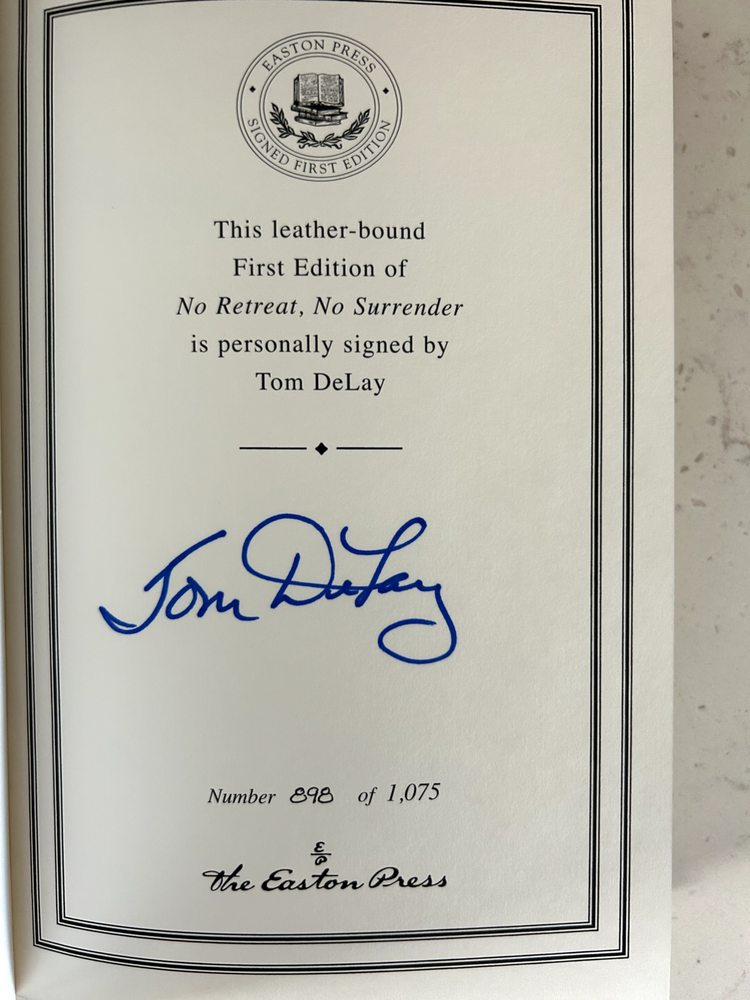 EASTON PRESS
SIGNED FIRST EDITION
This leather-bound
First Edition of
No Retreat, No Surrender
is personally signed by
Tom DeLay
Tom DeLay
Number 898 of 1,075
E/P
The Easton Press